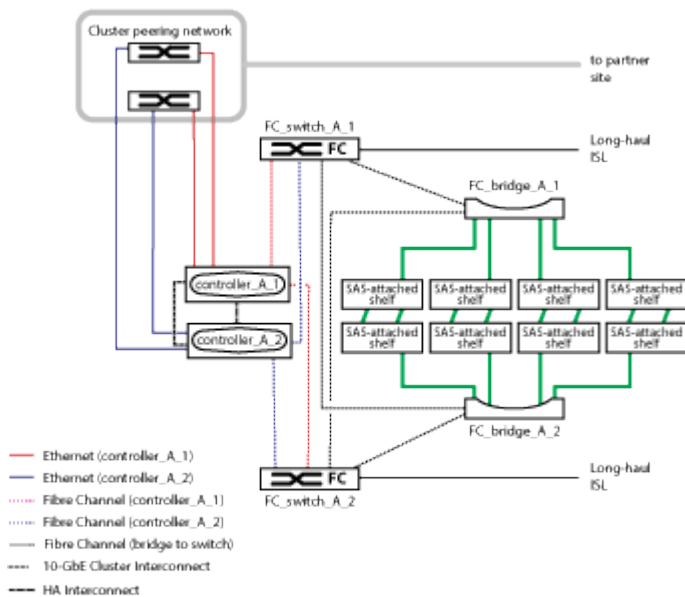 Cluster peering network
to partner
site
FC_switch_A_1
FC
Long-haul
ISL
FC_bridge_A_1
controller_A_1
controller_A_2
SAS-attached
shelf
SAS-attached
shelf
SAS-attached
shelf
SAS-attached
shelf
SAS-attached
shelf
SAS-attached
shelf
SAS-attached
shelf
SAS-attached
shelf
FC_bridge_A_2
FC
FC_switch_A_2
Long-haul
ISL
Ethernet (controller_A_1)
Ethernet (controller_A_2)
Fibre Channel (controller_A_1)
Fibre Channel (controller_A_2)
Fibre Channel (bridge to switch)
10-GbE Cluster Interconnect
HA Interconnect